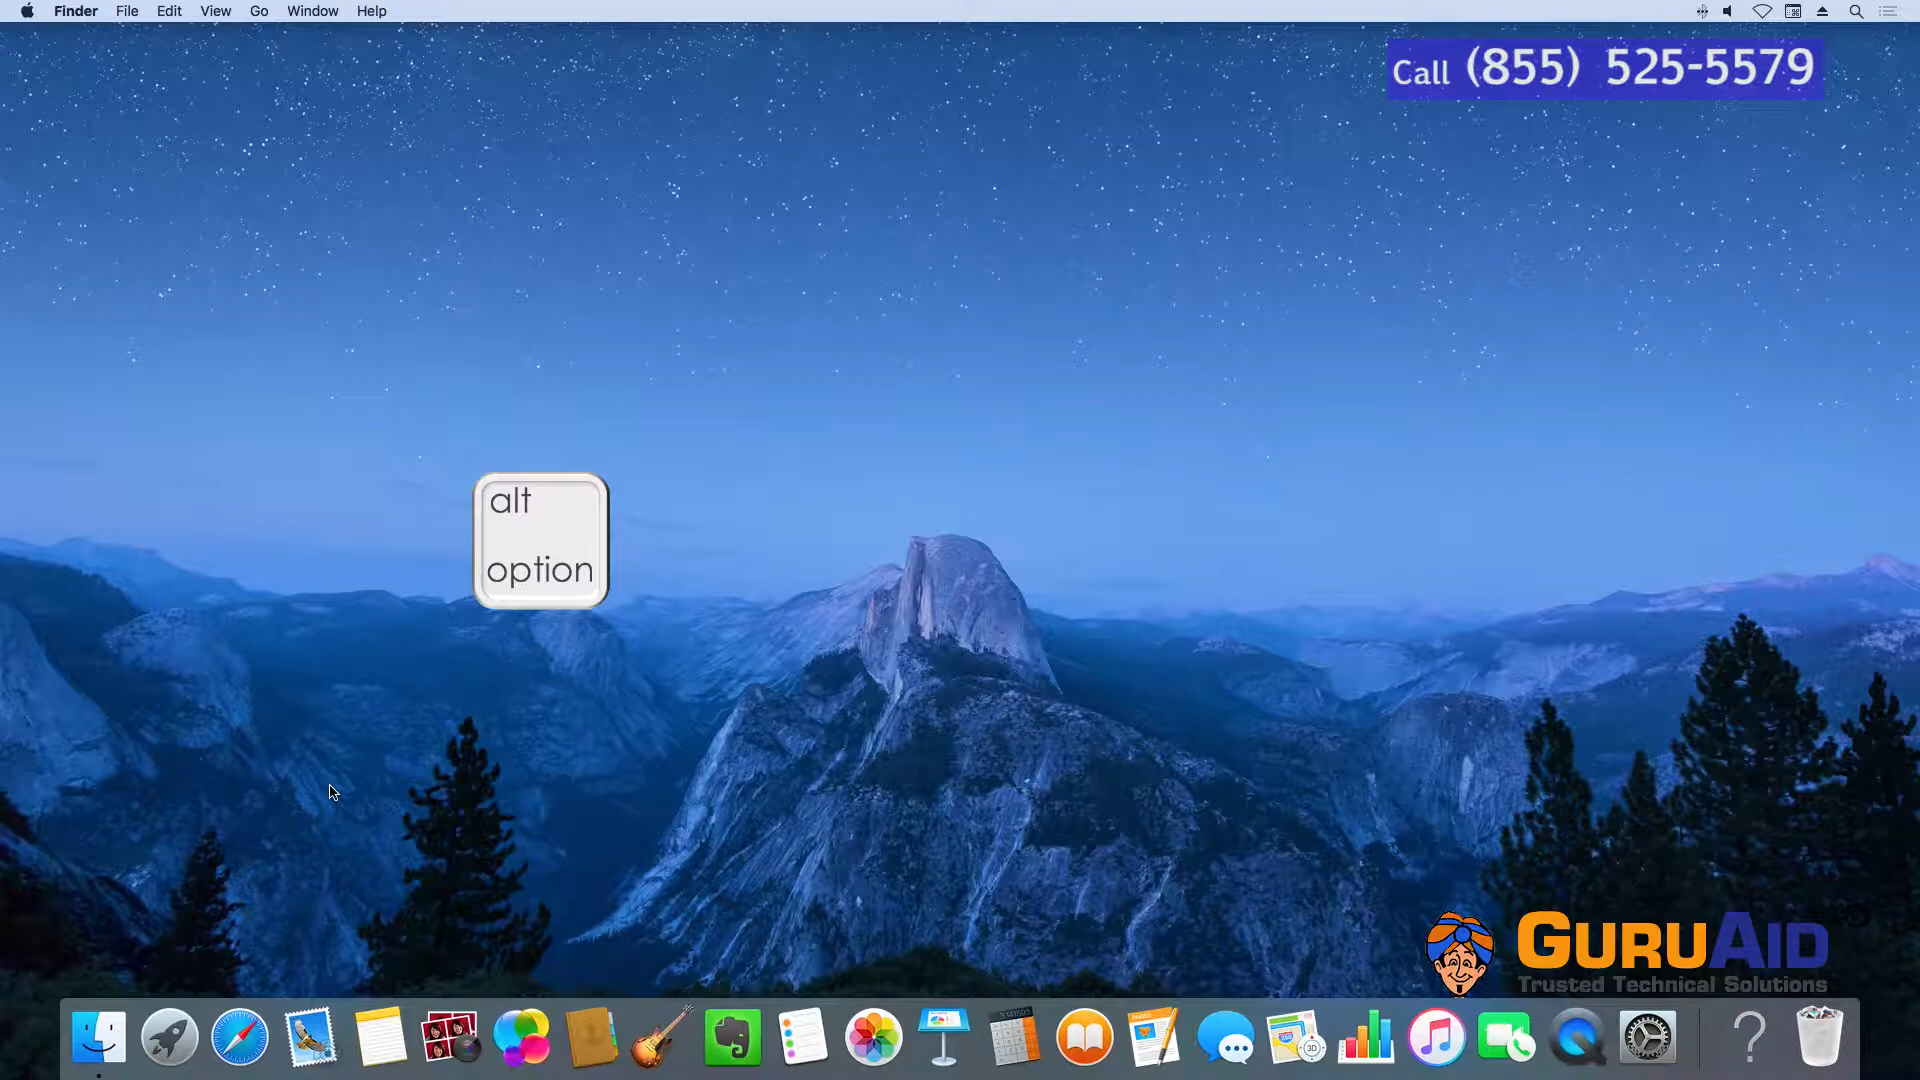 Finder File Edit View Go Window Help
Call (855) 525-5579
alt
option
GURUAID
Trusted Technical Solutions
?